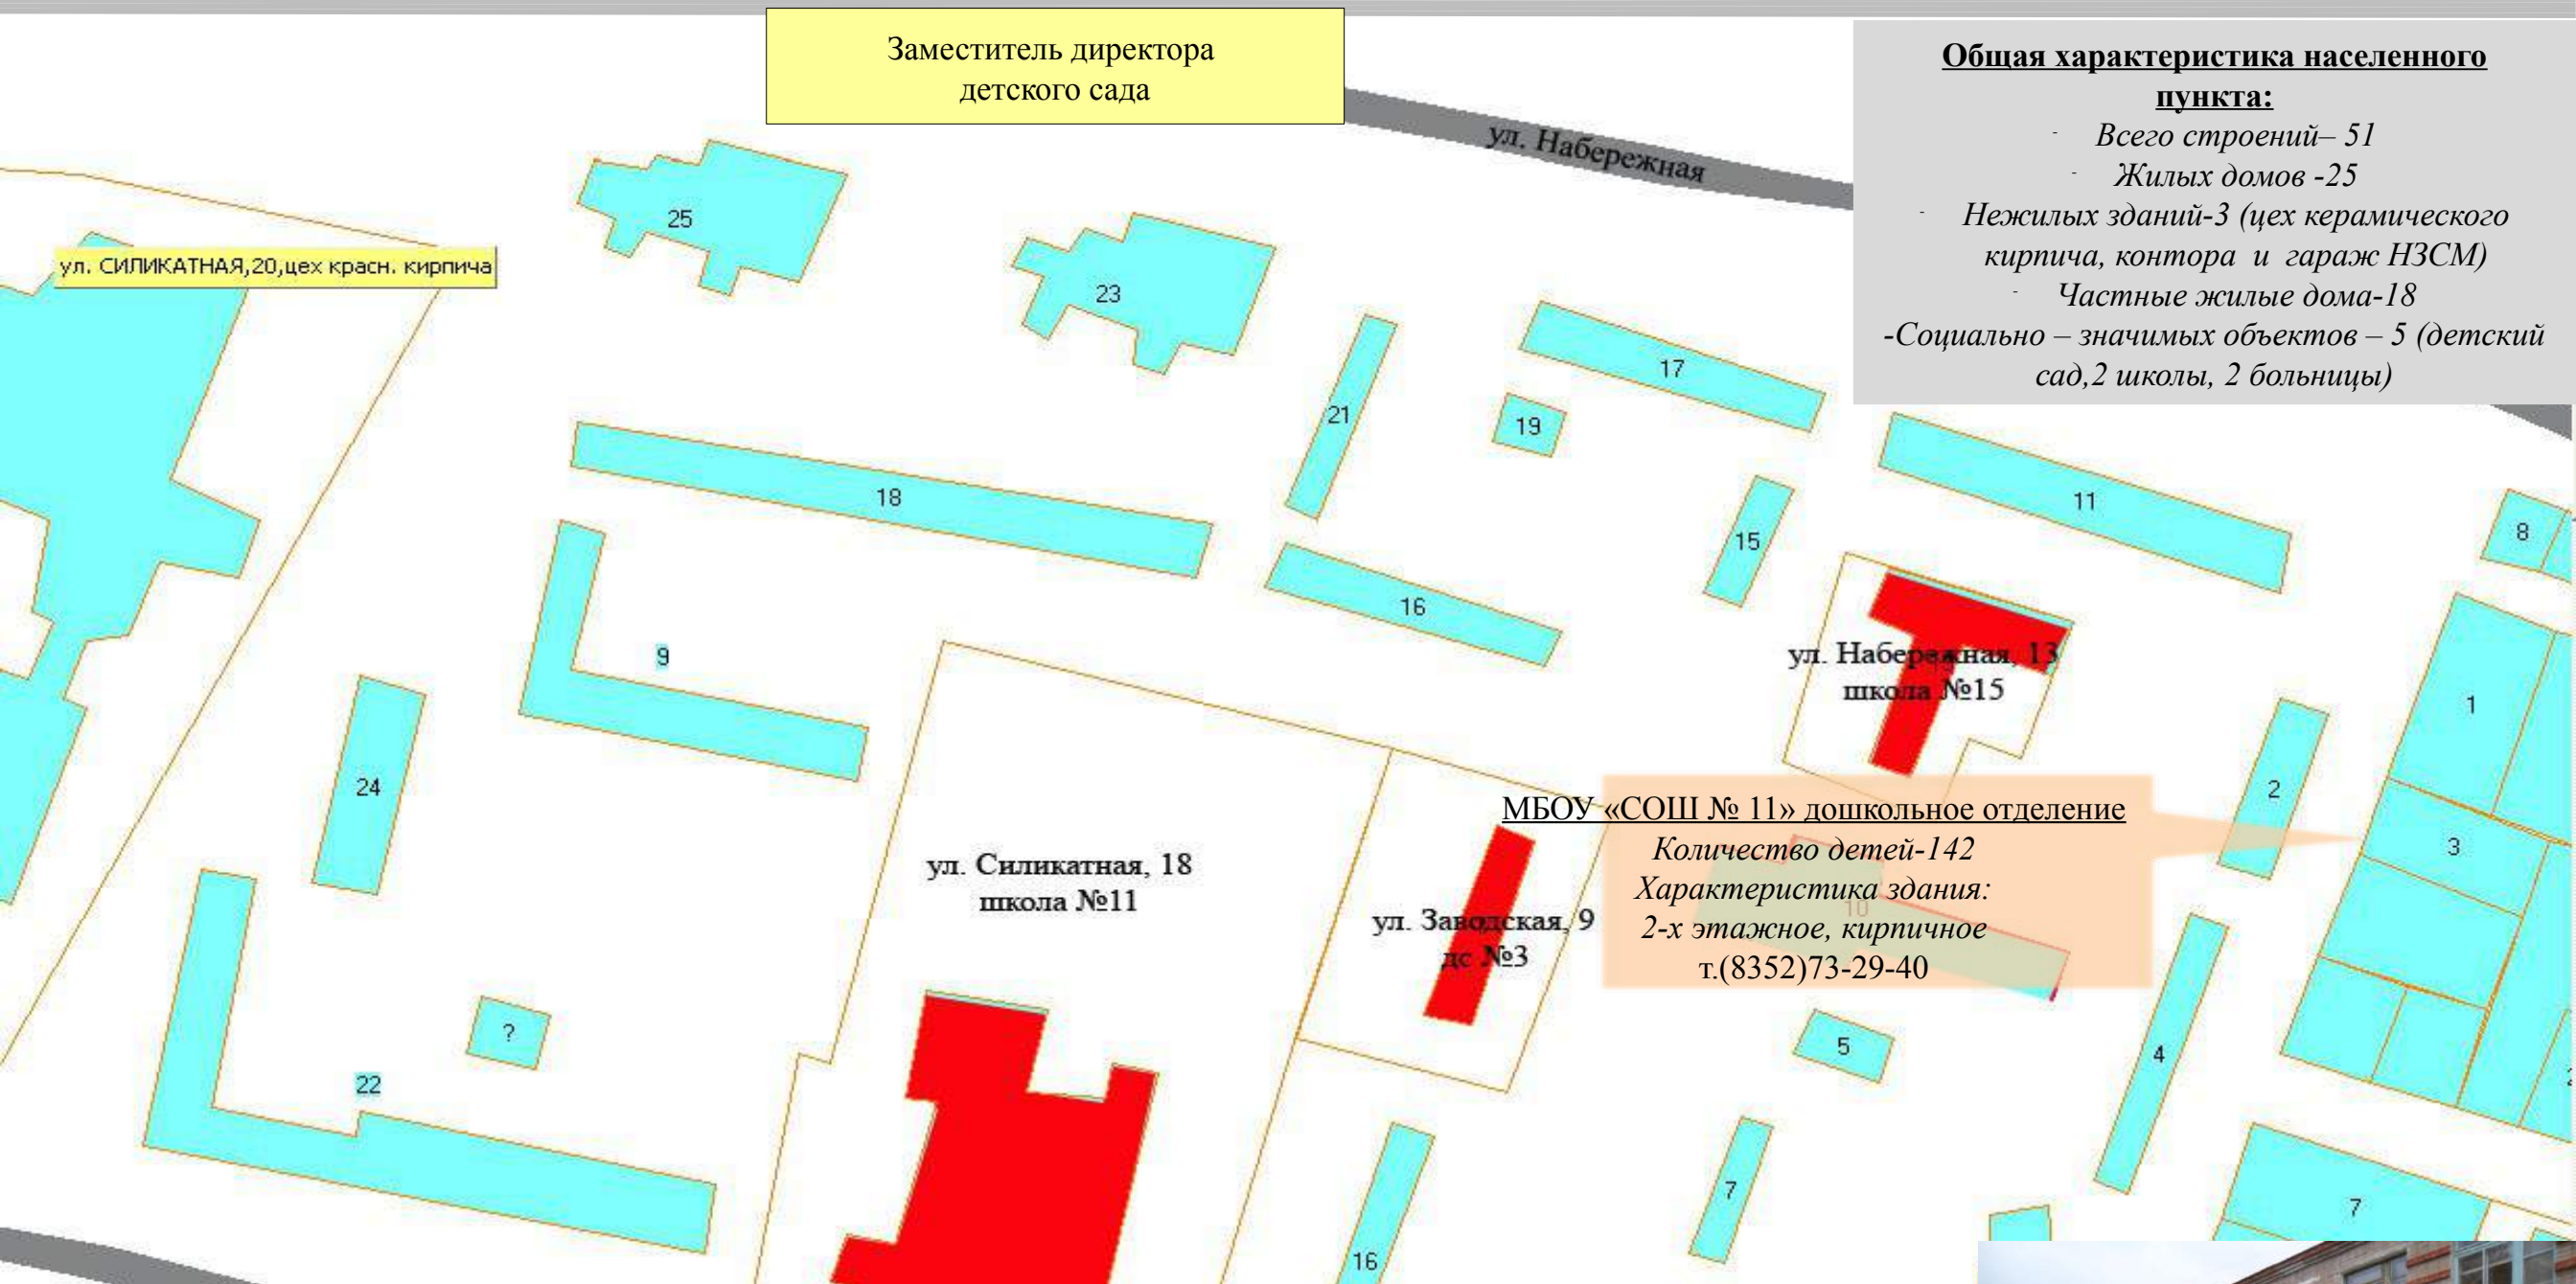 Заместитель директора
детского сада
Общая характеристика населенного
пункта:
- Всего строений– 51
- Жилых домов -25
- Нежилых зданий-3 (цех керамического
кирпича, контора и гараж НЗСМ)
- Частные жилые дома-18
-Социально – значимых объектов – 5 (детский
сад,2 школы, 2 больницы)
ул. Набережная
25
ул. СИЛИКАТНАЯ,20,цех красн. кирпича
23
17
21
19
18
11
15
8
16
9
ул. Набережная, 13
школа №15
1
24
2
МБОУ «СОШ № 11» дошкольное отделение
Количество детей-142
Характеристика здания:
2-х этажное, кирпичное
т.(8352)73-29-40
10
3
ул. Силикатная, 18
школа №11
ул. Заводская, 9
дс №3
?
5
4
22
7
7
16